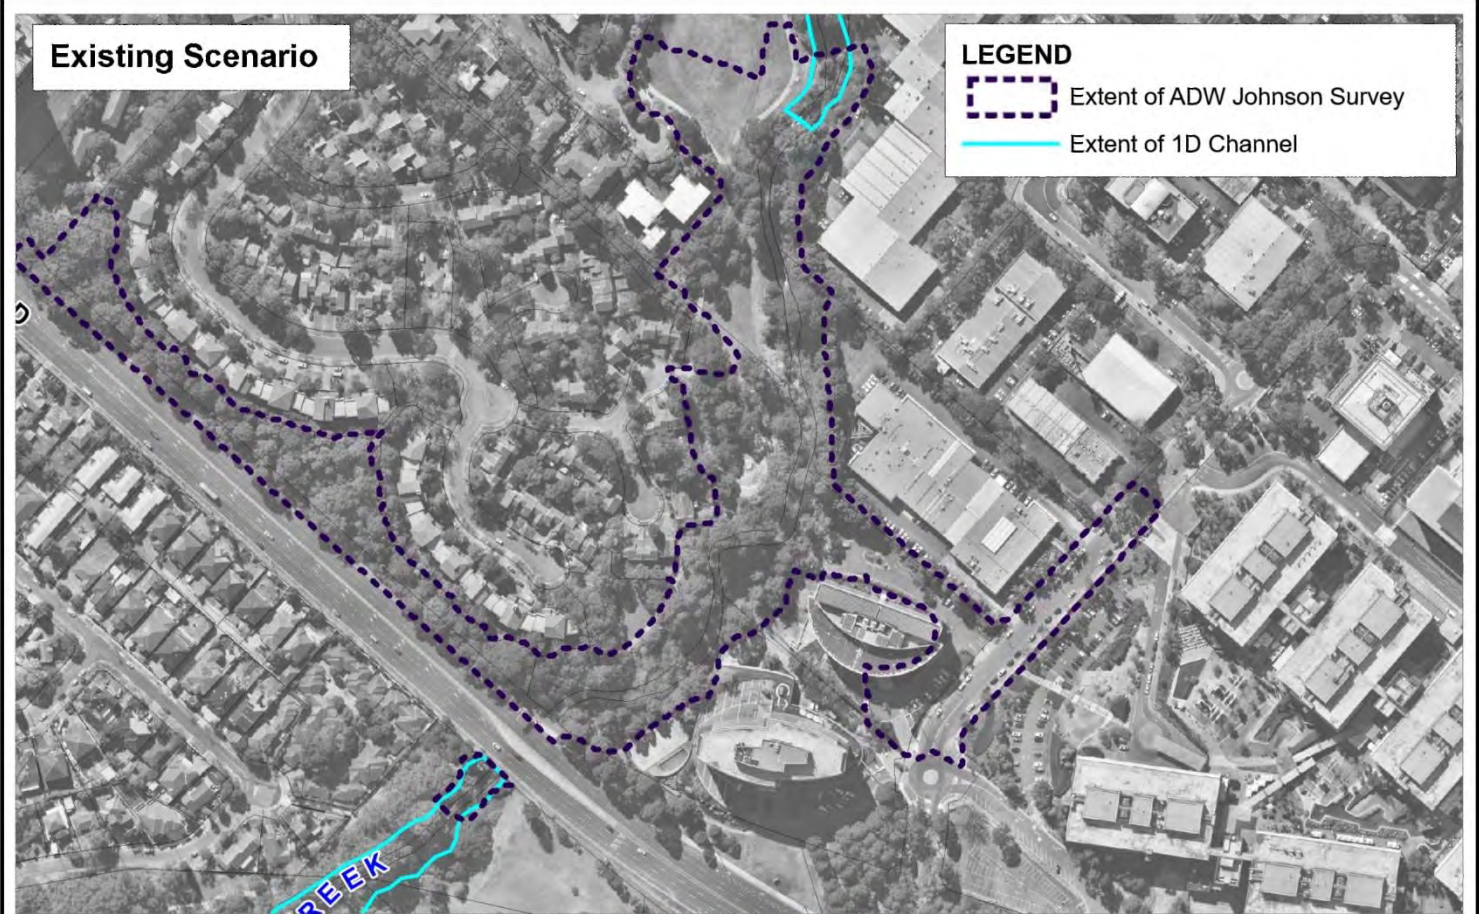 Existing Scenario
LEGEND
Extent of ADW Johnson Survey
Extent of 1D Channel
REEK